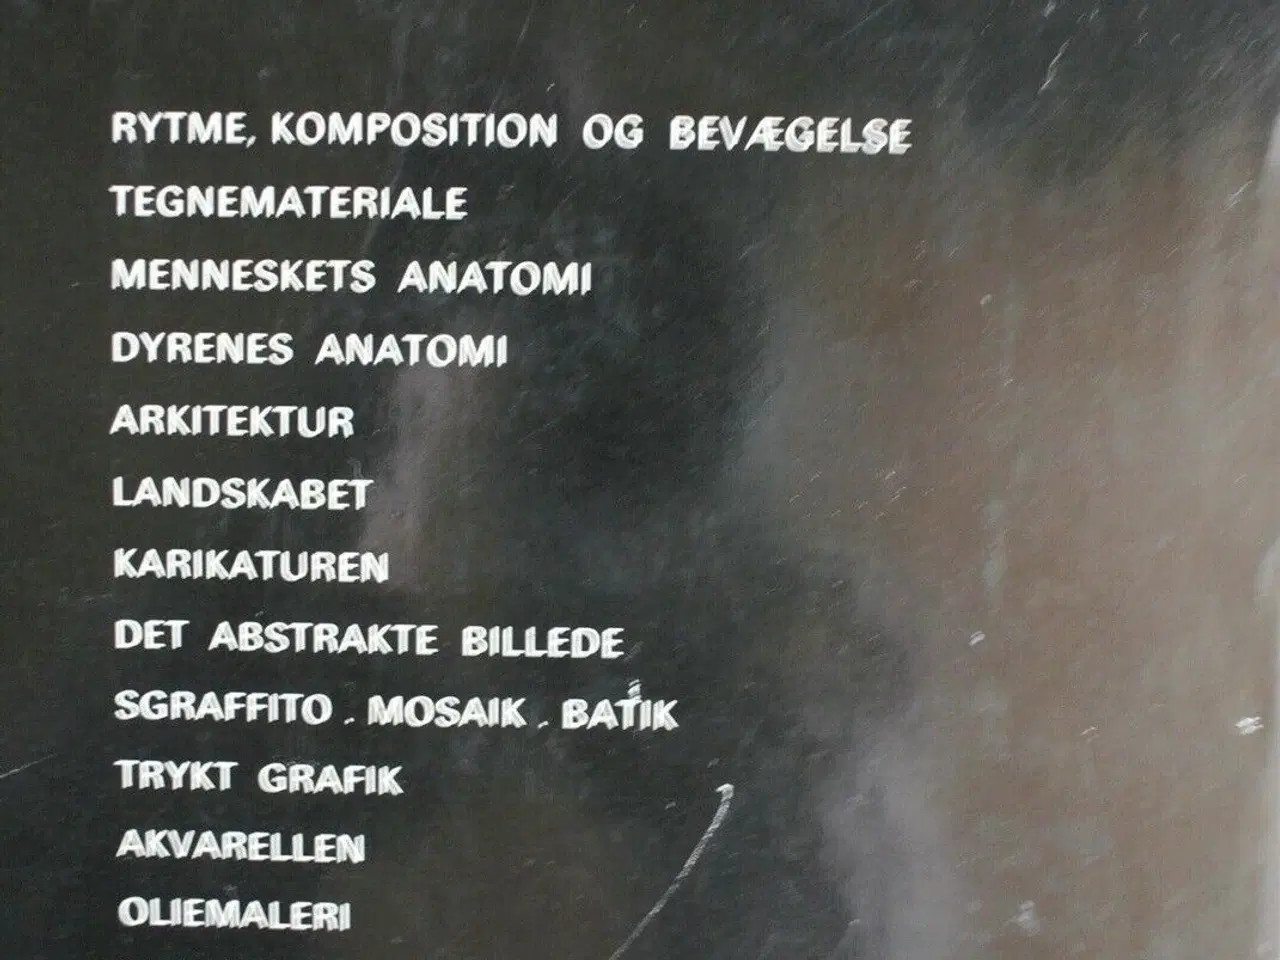 RYTME, KOMPOSITION OG BEVÆGELSE
TEGNEMATERIALE
MENNESKETS ANATOMI
DYRENES ANATOMI
ARKITEKTUR
LANDSKABET
KARIKATUREN
DET ABSTRAKTE BILLEDE
SGRAFFITO . MOSAIK . BATIK
TRYKT GRAFIK
AKVARELLEN
OLIEMALERI